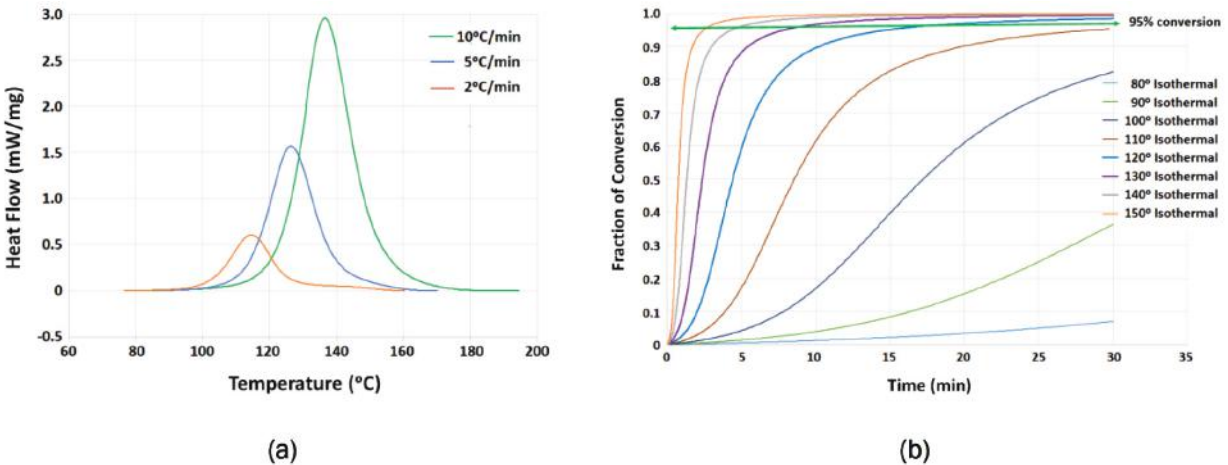 3.5
3.0
2.5
2.0
1.5
1.0
0.5
0
-0.5
Heat Flow (mW/mg)
10ºC/min
5ºC/min
2ºC/min
60 80 100 120 140 160 180 200
Temperature (ºC)
(a)
1.0
0.9
0.8
0.7
0.6
0.5
0.4
0.3
0.2
0.1
0
Fraction of Conversion
95% conversion
80º Isothermal
90º Isothermal
100º Isothermal
110º Isothermal
120º Isothermal
130º Isothermal
140º Isothermal
150º Isothermal
0 5 10 15 20 25 30 35
Time (min)
(b)